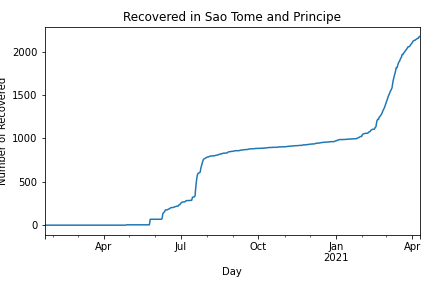 Recovered in Sao Tome and Principe
Number of Recovered
2000
1500
1000
500
0
Apr
Jul
Oct
Jan
2021
Apr
Day